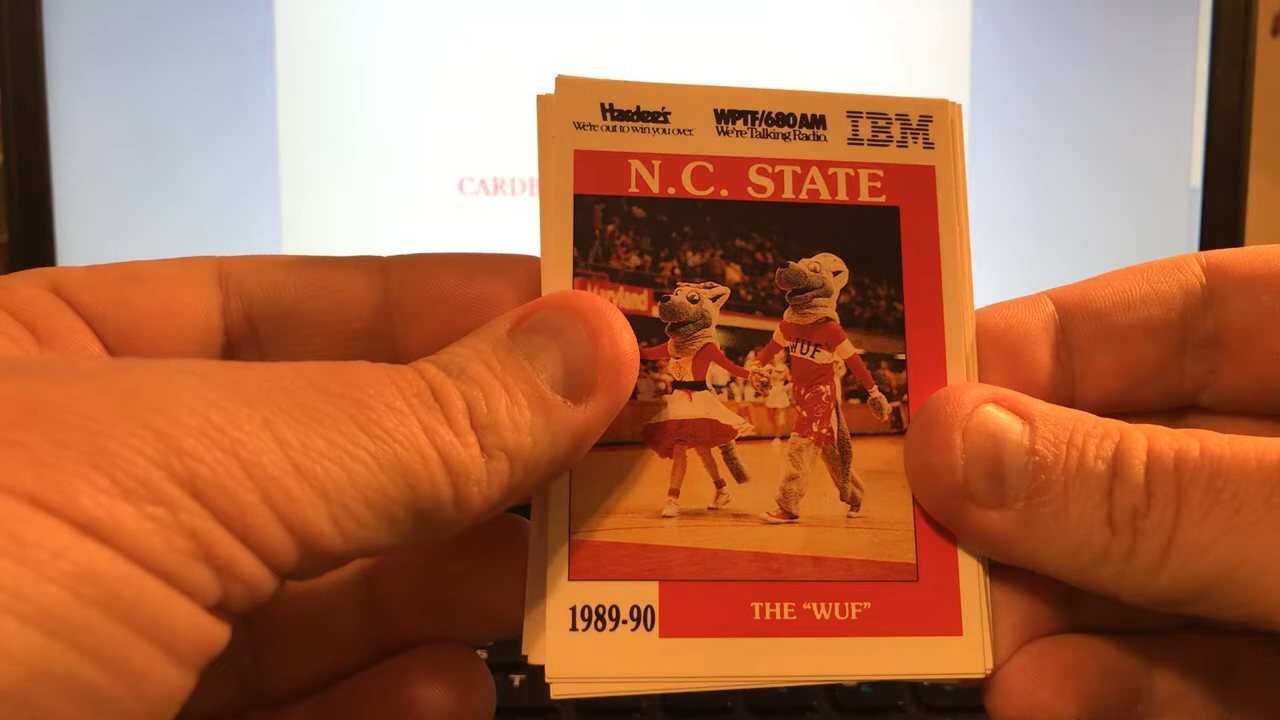 Hardee's
We're out to win you over.
WPTF/680 AM
We're Talking Radio.
IBM
N.C. STATE
Maryland
WUF
1989-90
THE "WUF"
T